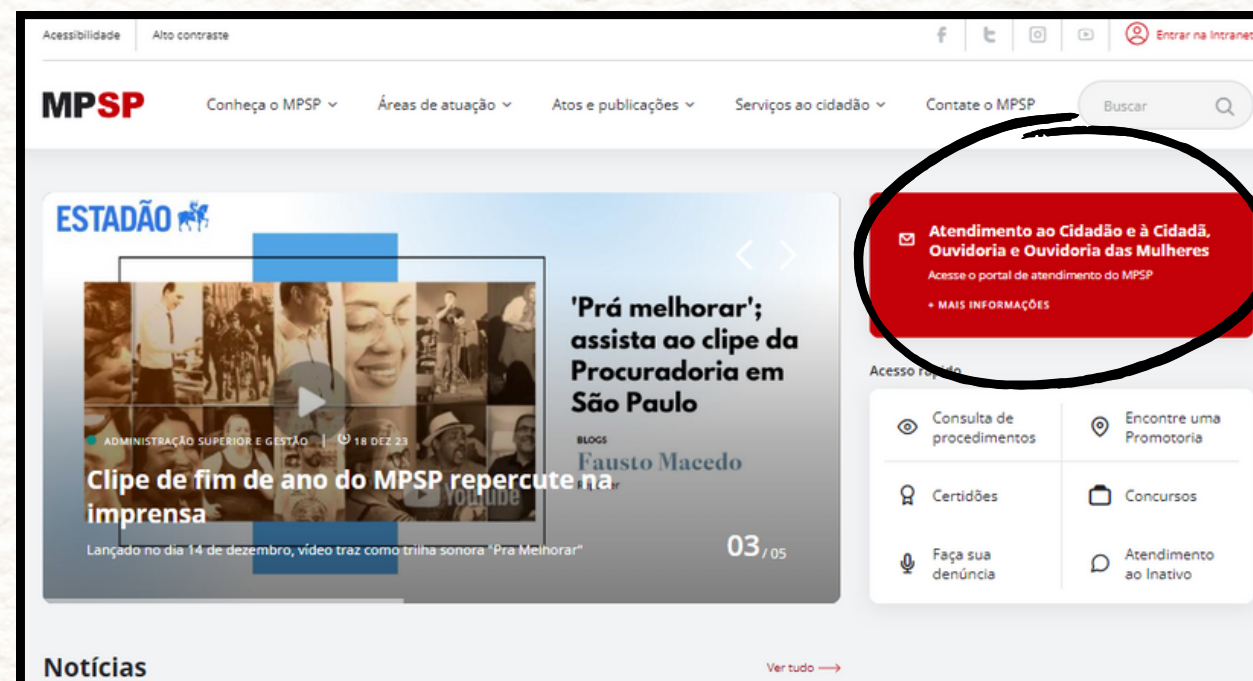 Acessibilidade
Alto contraste
Entrar na Intranet
MPSP
Conheça o MPSP
Áreas de atuação
Atos e publicações
Serviços ao cidadão
Contate o MPSP
Buscar
ESTADÃO
'Prá melhorar';
assista ao clipe da
Procuradoria em
São Paulo
BLOGS
Fausto Macedo
ADMINISTRAÇÃO SUPERIOR E GESTÃO | 18 DEZ 23
Clipe de fim de ano do MPSP repercute na
imprensa
YouTube
Lançado no dia 14 de dezembro, vídeo traz como trilha sonora "Pra Melhorar"
03 / 05
Atendimento ao Cidadão e à Cidadã,
Ouvidoria e Ouvidoria das Mulheres
Acesse o portal de atendimento do MPSP
+ MAIS INFORMAÇÕES
Acesso rápido
Consulta de
procedimentos
Encontre uma
Promotoria
Certidões
Concursos
Faça sua
denúncia
Atendimento
ao Inativo
Notícias
Ver tudo